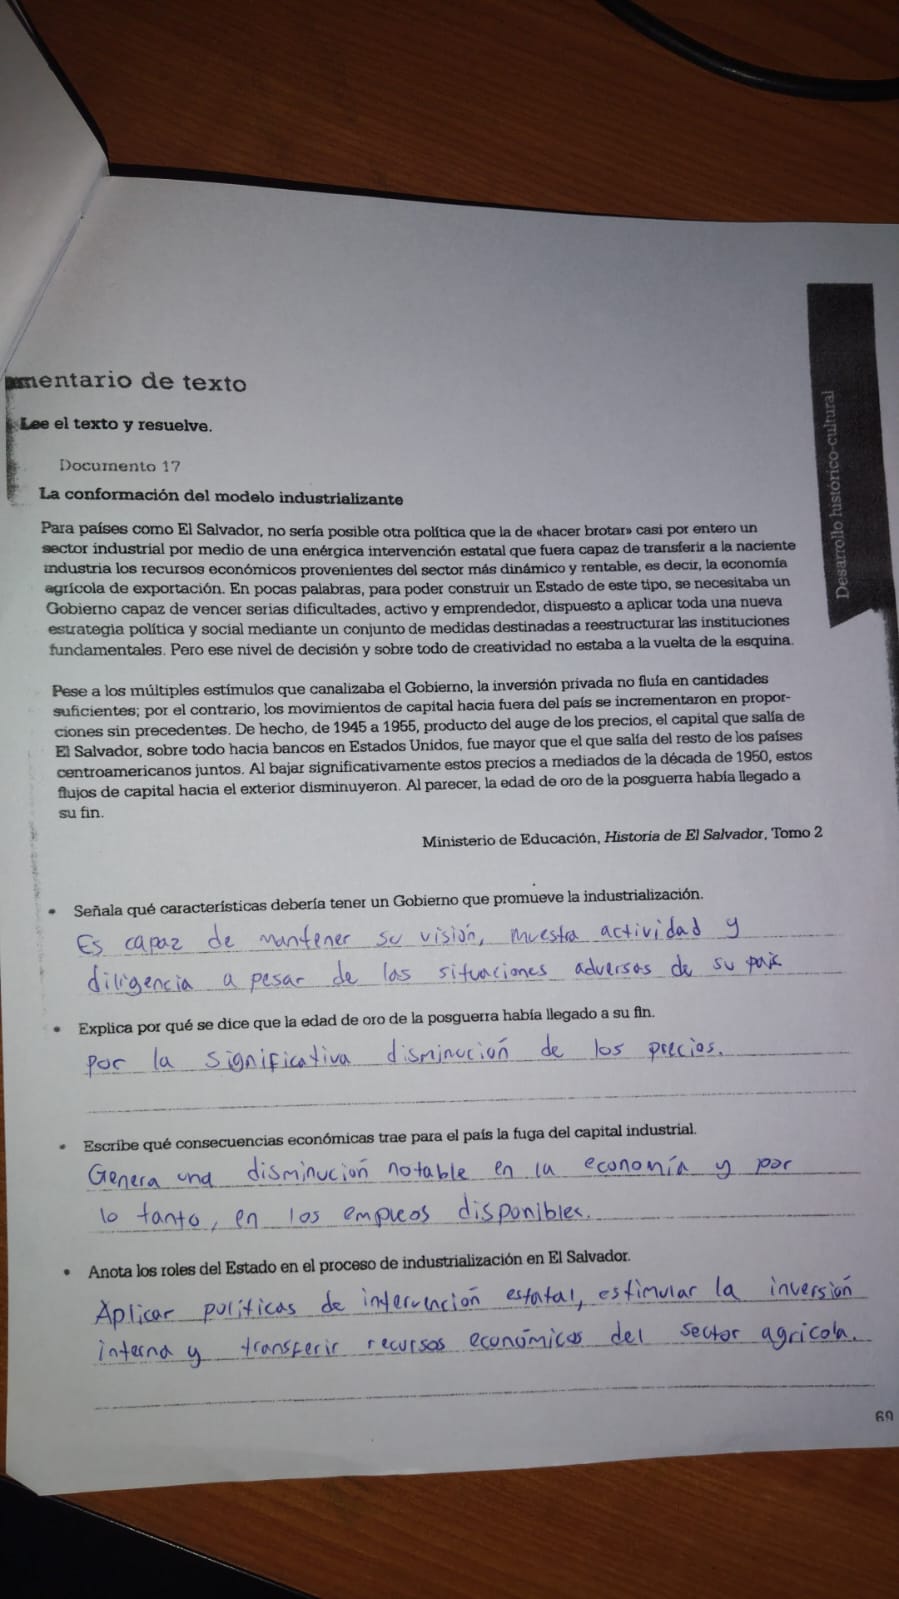 mentario de texto
Lee el texto y resuelve.
Documento 17
La conformación del modelo industrializante
Para países como El Salvador, no sería posible otra política que la de «hacer brotar» casi por entero un
sector industrial por medio de una enérgica intervención estatal que fuera capaz de transferir a la naciente
industria los recursos económicos provenientes del sector más dinámico y rentable, es decir, la economía
agrícola de exportación. En pocas palabras, para poder construir un Estado de este tipo, se necesitaba un
Gobierno capaz de vencer serias dificultades, activo y emprendedor, dispuesto a aplicar toda una nueva
estrategia política y social mediante un conjunto de medidas destinadas a reestructurar las instituciones
fundamentales. Pero ese nivel de decisión y sobre todo de creatividad no estaba a la vuelta de la esquina.
Pese a los múltiples estímulos que canalizaba el Gobierno, la inversión privada no fluía en cantidades
suficientes; por el contrario, los movimientos de capital hacia fuera del país se incrementaron en propor-
ciones sin precedentes. De hecho, de 1945 a 1955, producto del auge de los precios, el capital que salía de
El Salvador, sobre todo hacia bancos en Estados Unidos, fue mayor que el que salía del resto de los países
centroamericanos juntos. Al bajar significativamente estos precios a mediados de la década de 1950, estos
flujos de capital hacia el exterior disminuyeron. Al parecer, la edad de oro de la posguerra había llegado a
su fin.
Ministerio de Educación, Historia de El Salvador, Tomo 2
• Señala qué características debería tener un Gobierno que promueve la industrialización.
Es capaz de mantener su visión, muestra actividad y
diligencia a pesar de las situaciones adversas de su país
• Explica por qué se dice que la edad de oro de la posguerra había llegado a su fin.
por la significativa disminución de los precios.
• Escribe qué consecuencias económicas trae para el país la fuga del capital industrial.
Genera una disminución notable en la economía y por
lo tanto, en los empleos disponibles.
• Anota los roles del Estado en el proceso de industrialización en El Salvador.
Aplicar políticas de intervención estatal, estimular la inversión
interna y transferir recursos económicos del sector agrícola.
Desarrollo histórico-cultural
69